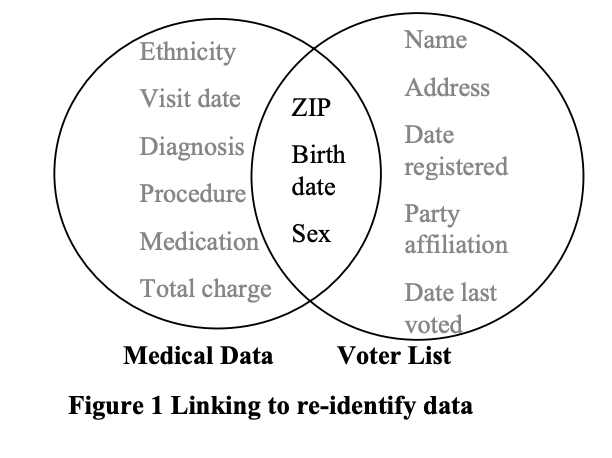 Ethnicity
Visit date
Diagnosis
Procedure
Medication
Total charge
ZIP
Birth
date
Sex
Name
Address
Date
registered
Party
affiliation
Date last
voted
Medical Data
Voter List
Figure 1 Linking to re-identify data